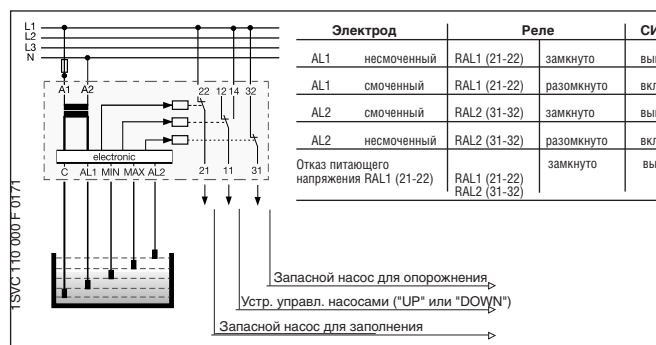 L1
L2
L3
N
A1 A2
22 12 14 32
electronic
C AL1 MIN MAX AL2
21 11 31
1SVC 110 000 F 0171
Запасной насос для опорожнения
Устр. управл. насосами ("UP" или "DOWN")
Запасной насос для заполнения
Электрод Реле
AL1 несмоченный RAL1 (21-22) замкнуто
AL1 смоченный RAL1 (21-22) разомкнуто
AL2 смоченный RAL2 (31-32) замкнуто
AL2 несмоченный RAL2 (31-32) разомкнуто
Отказ питающего замкнуто
напряжения RAL1 (21-22) RAL1 (21-22)
RAL2 (31-32)